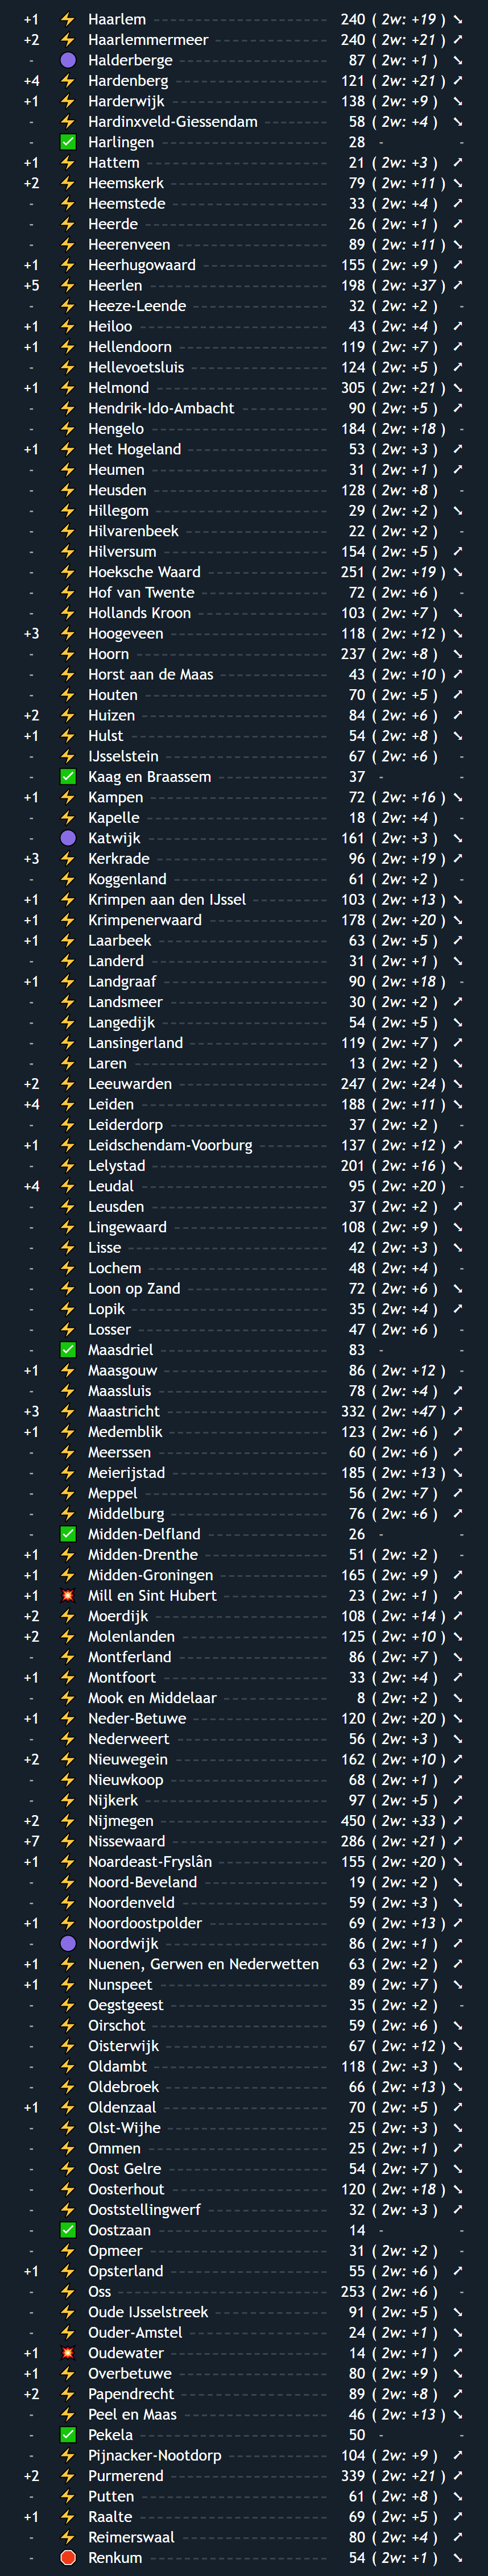 +1 ⚡ Haarlem 240 ( 2w: +19 ) ➘
+2 ⚡ Haarlemmermeer 240 ( 2w: +21 ) ➚
- 🟣 Halderberge 87 ( 2w: +1 ) ➘
+4 ⚡ Hardenberg 121 ( 2w: +21 ) ➚
+1 ⚡ Harderwijk 138 ( 2w: +9 ) ➘
- ⚡ Hardinxveld-Giessendam 58 ( 2w: +4 ) ➘
- ✅ Harlingen 28 - -
+1 ⚡ Hattem 21 ( 2w: +3 ) ➚
+2 ⚡ Heemskerk 79 ( 2w: +11 ) ➘
- ⚡ Heemstede 33 ( 2w: +4 ) ➚
- ⚡ Heerde 26 ( 2w: +1 ) ➚
- ⚡ Heerenveen 89 ( 2w: +11 ) ➘
+1 ⚡ Heerhugowaard 155 ( 2w: +9 ) ➚
+5 ⚡ Heerlen 198 ( 2w: +37 ) ➚
- ⚡ Heeze-Leende 32 ( 2w: +2 ) -
+1 ⚡ Heiloo 43 ( 2w: +4 ) ➚
+1 ⚡ Hellendoorn 119 ( 2w: +7 ) ➚
- ⚡ Hellevoetsluis 124 ( 2w: +5 ) ➚
+1 ⚡ Helmond 305 ( 2w: +21 ) ➘
- ⚡ Hendrik-Ido-Ambacht 90 ( 2w: +5 ) ➚
- ⚡ Hengelo 184 ( 2w: +18 ) -
+1 ⚡ Het Hogeland 53 ( 2w: +3 ) ➚
- ⚡ Heumen 31 ( 2w: +1 ) ➚
- ⚡ Heusden 128 ( 2w: +8 ) -
- ⚡ Hillegom 29 ( 2w: +2 ) ➘
- ⚡ Hilvarenbeek 22 ( 2w: +2 ) -
- ⚡ Hilversum 154 ( 2w: +5 ) ➚
- ⚡ Hoeksche Waard 251 ( 2w: +19 ) ➘
- ⚡ Hof van Twente 72 ( 2w: +6 ) -
- ⚡ Hollands Kroon 103 ( 2w: +7 ) ➘
+3 ⚡ Hoogeveen 118 ( 2w: +12 ) ➘
- ⚡ Hoorn 237 ( 2w: +8 ) ➘
- ⚡ Horst aan de Maas 43 ( 2w: +10 ) ➚
- ⚡ Houten 70 ( 2w: +5 ) ➚
+2 ⚡ Huizen 84 ( 2w: +6 ) ➚
+1 ⚡ Hulst 54 ( 2w: +8 ) ➘
- ⚡ IJsselstein 67 ( 2w: +6 ) -
- ✅ Kaag en Braassem 37 - -
+1 ⚡ Kampen 72 ( 2w: +16 ) ➘
- ⚡ Kapelle 18 ( 2w: +4 ) -
- 🟣 Katwijk 161 ( 2w: +3 ) ➘
+3 ⚡ Kerkrade 96 ( 2w: +19 ) ➚
- ⚡ Koggenland 61 ( 2w: +2 ) -
+1 ⚡ Krimpen aan den IJssel 103 ( 2w: +13 ) ➘
+1 ⚡ Krimpenerwaard 178 ( 2w: +20 ) ➘
+1 ⚡ Laarbeek 63 ( 2w: +5 ) ➚
- ⚡ Landerd 31 ( 2w: +1 ) ➘
+1 ⚡ Landgraaf 90 ( 2w: +18 ) -
- ⚡ Landsmeer 30 ( 2w: +2 ) ➚
- ⚡ Langedijk 54 ( 2w: +5 ) ➘
- ⚡ Lansingerland 119 ( 2w: +7 ) ➚
- ⚡ Laren 13 ( 2w: +2 ) ➘
+2 ⚡ Leeuwarden 247 ( 2w: +24 ) ➘
+4 ⚡ Leiden 188 ( 2w: +11 ) ➘
- ⚡ Leiderdorp 37 ( 2w: +2 ) -
+1 ⚡ Leidschendam-Voorburg 137 ( 2w: +12 ) ➚
- ⚡ Lelystad 201 ( 2w: +16 ) ➘
+4 ⚡ Leudal 95 ( 2w: +20 ) -
- ⚡ Leusden 37 ( 2w: +2 ) ➚
- ⚡ Lingewaard 108 ( 2w: +9 ) ➘
- ⚡ Lisse 42 ( 2w: +3 ) ➘
- ⚡ Lochem 48 ( 2w: +4 ) -
- ⚡ Loon op Zand 72 ( 2w: +6 ) ➘
- ⚡ Lopik 35 ( 2w: +4 ) ➚
- ⚡ Losser 47 ( 2w: +6 ) -
- ✅ Maasdriel 83 - -
+1 ⚡ Maasgouw 86 ( 2w: +12 ) -
- ⚡ Maassluis 78 ( 2w: +4 ) ➚
+3 ⚡ Maastricht 332 ( 2w: +47 ) ➚
+1 ⚡ Medemblik 123 ( 2w: +6 ) ➚
- ⚡ Meerssen 60 ( 2w: +6 ) ➚
- ⚡ Meierijstad 185 ( 2w: +13 ) ➘
- ⚡ Meppel 56 ( 2w: +7 ) ➚
- ⚡ Middelburg 76 ( 2w: +6 ) ➚
- ✅ Midden-Delfland 26 - -
+1 ⚡ Midden-Drenthe 51 ( 2w: +2 ) -
+1 ⚡ Midden-Groningen 165 ( 2w: +9 ) ➚
+1 💥 Mill en Sint Hubert 23 ( 2w: +1 ) ➚
+2 ⚡ Moerdijk 108 ( 2w: +14 ) ➚
+2 ⚡ Molenlanden 125 ( 2w: +10 ) ➘
- ⚡ Montferland 86 ( 2w: +7 ) ➘
+1 ⚡ Montfoort 33 ( 2w: +4 ) ➚
- ⚡ Mook en Middelaar 8 ( 2w: +2 ) ➘
+1 ⚡ Neder-Betuwe 120 ( 2w: +20 ) ➘
- ⚡ Nederweert 56 ( 2w: +3 ) ➘
+2 ⚡ Nieuwegein 162 ( 2w: +10 ) ➚
- ⚡ Nieuwkoop 68 ( 2w: +1 ) ➚
- ⚡ Nijkerk 97 ( 2w: +5 ) ➚
+2 ⚡ Nijmegen 450 ( 2w: +33 ) ➚
+7 ⚡ Nissewaard 286 ( 2w: +21 ) ➚
+1 ⚡ Noardeast-Fryslân 155 ( 2w: +20 ) ➘
- ⚡ Noord-Beveland 19 ( 2w: +2 ) ➘
- ⚡ Noordenveld 59 ( 2w: +3 ) ➘
+1 ⚡ Noordoostpolder 69 ( 2w: +13 ) ➚
- 🟣 Noordwijk 86 ( 2w: +1 ) ➚
+1 ⚡ Nuenen, Gerwen en Nederwetten 63 ( 2w: +2 ) ➚
+1 ⚡ Nunspeet 89 ( 2w: +7 ) ➘
- ⚡ Oegstgeest 35 ( 2w: +2 ) -
- ⚡ Oirschot 59 ( 2w: +6 ) ➘
- ⚡ Oisterwijk 67 ( 2w: +12 ) ➘
- ⚡ Oldambt 118 ( 2w: +3 ) ➘
- ⚡ Oldebroek 66 ( 2w: +13 ) ➘
+1 ⚡ Oldenzaal 70 ( 2w: +5 ) ➚
- ⚡ Olst-Wijhe 25 ( 2w: +3 ) ➘
- ⚡ Ommen 25 ( 2w: +1 ) ➚
- ⚡ Oost Gelre 54 ( 2w: +7 ) ➘
- ⚡ Oosterhout 120 ( 2w: +18 ) ➘
- ⚡ Ooststellingwerf 32 ( 2w: +3 ) ➚
- ✅ Oostzaan 14 - -
- ⚡ Opmeer 31 ( 2w: +2 ) -
+1 ⚡ Opsterland 55 ( 2w: +6 ) ➚
- ⚡ Oss 253 ( 2w: +6 ) -
- ⚡ Oude IJsselstreek 91 ( 2w: +5 ) ➘
- ⚡ Ouder-Amstel 24 ( 2w: +1 ) ➘
+1 💥 Oudewater 14 ( 2w: +1 ) ➚
+1 ⚡ Overbetuwe 80 ( 2w: +9 ) ➘
+2 ⚡ Papendrecht 89 ( 2w: +8 ) ➚
- ⚡ Peel en Maas 46 ( 2w: +13 ) ➘
- ✅ Pekela 50 - -
- ⚡ Pijnacker-Nootdorp 104 ( 2w: +9 ) ➚
+2 ⚡ Purmerend 339 ( 2w: +21 ) ➚
- ⚡ Putten 61 ( 2w: +8 ) ➘
+1 ⚡ Raalte 69 ( 2w: +5 ) ➚
- ⚡ Reimerswaal 80 ( 2w: +4 ) ➚
- 🛑 Renkum 54 ( 2w: +1 ) ➘